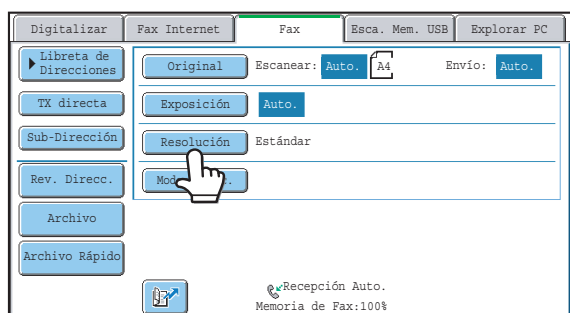 Digitalizar Fax Internet Fax Esca. Mem. USB Explorar PC
Libreta de
Direcciones
Original Escanear: Auto. A4 Envío: Auto.
TX directa Exposición Auto.
Sub-Dirección Resolución Estándar
Rev. Direcc.
Archivo
Archivo Rápido
Recepción Auto.
Memoria de Fax:100%